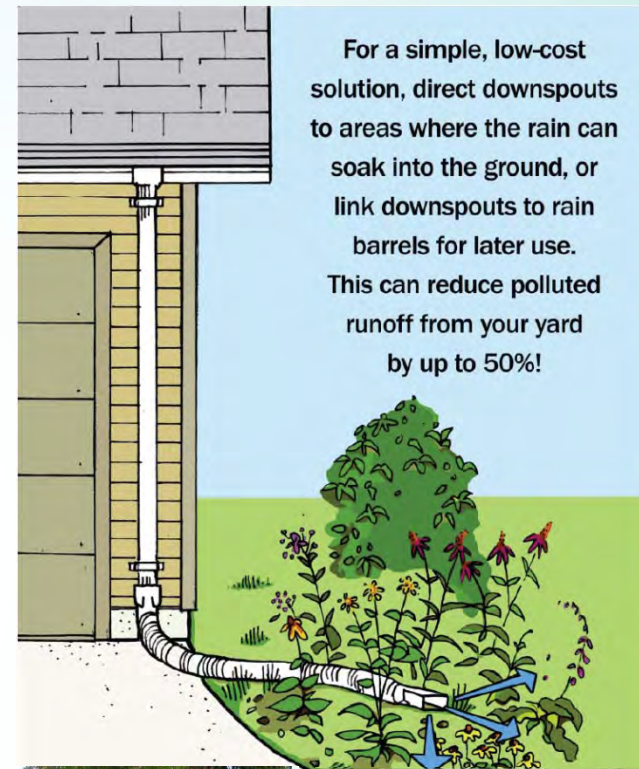 For a simple, low-cost
solution, direct downspouts
to areas where the rain can
soak into the ground, or
link downspouts to rain
barrels for later use.
This can reduce polluted
runoff from your yard
by up to 50%!